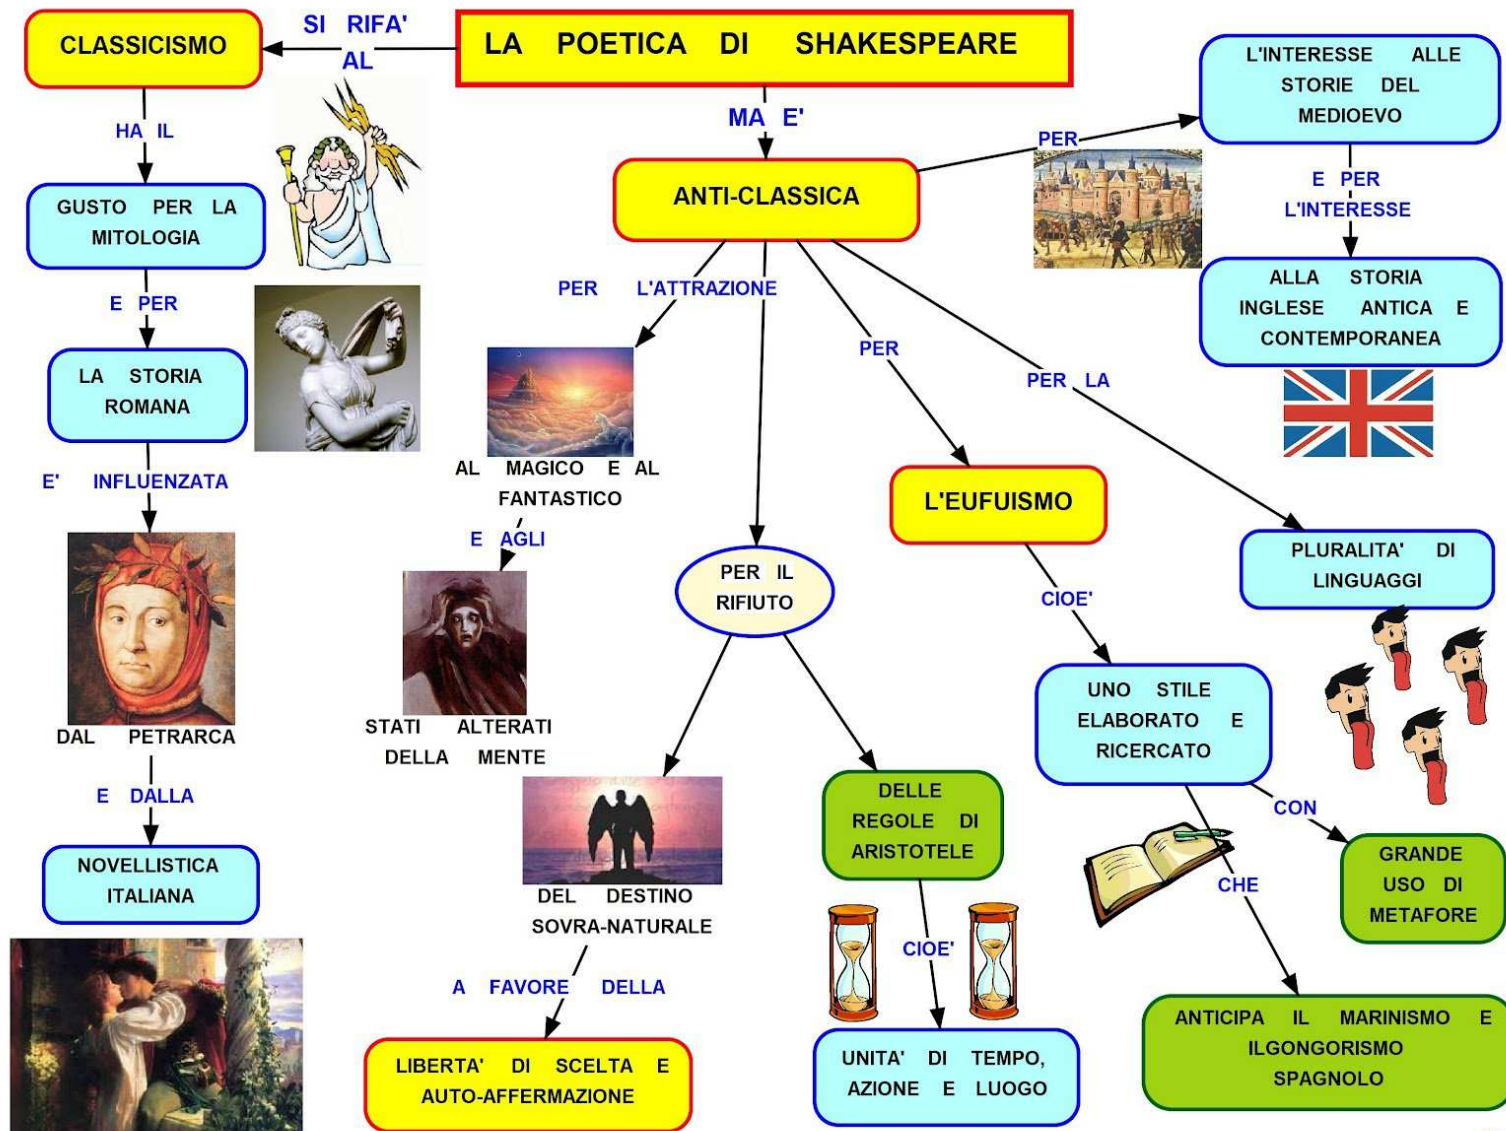 LA POETICA DI SHAKESPEARE
SI RIFA'
AL
CLASSICISMO
HA IL
GUSTO PER LA
MITOLOGIA
E PER
LA STORIA
ROMANA
E' INFLUENZATA
DAL PETRARCA
E DALLA
NOVELLISTICA
ITALIANA
MA E'
ANTI-CLASSICA
PER L'ATTRAZIONE
AL MAGICO E AL
FANTASTICO
E AGLI
STATI ALTERATI
DELLA MENTE
PER IL
RIFIUTO
DEL DESTINO
SOVRA-NATURALE
A FAVORE DELLA
LIBERTA' DI SCELTA E
AUTO-AFFERMAZIONE
DELLE
REGOLE DI
ARISTOTELE
CIOE'
UNITA' DI TEMPO,
AZIONE E LUOGO
PER
L'EUFUISMO
CIOE'
UNO STILE
ELABORATO E
RICERCATO
CON
GRANDE
USO DI
METAFORE
CHE
ANTICIPA IL MARINISMO E
ILGONGORISMO
SPAGNOLO
PER LA
PLURALITA' DI
LINGUAGGI
PER
L'INTERESSE ALLE
STORIE DEL
MEDIOEVO
E PER
L'INTERESSE
ALLA STORIA
INGLESE ANTICA E
CONTEMPORANEA